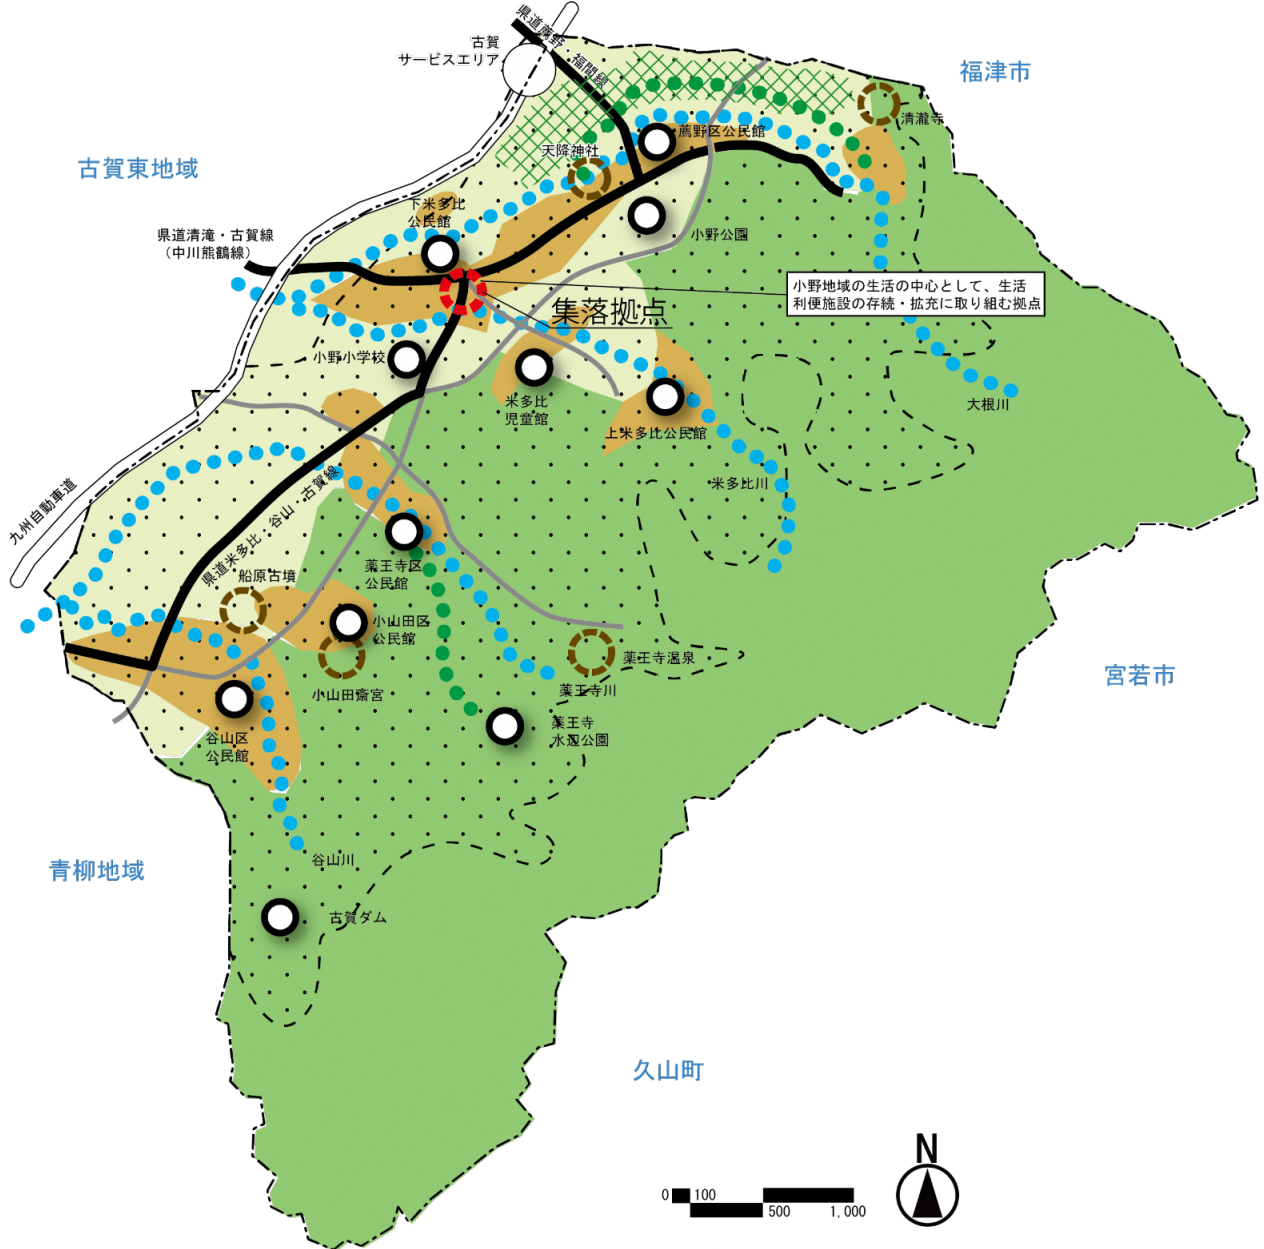 県道薦野・福間線
古賀
サービスエリア
福津市
清瀧寺
薦野区公民館
天降神社
古賀東地域
下米多比
公民館
県道清滝・古賀線
（中川熊鶴線）
小野公園
小野地域の生活の中心として、生活
利便施設の存続・拡充に取り組む拠点
集落拠点
小野小学校
米多比
児童館
大根川
上米多比公民館
米多比川
九州自動車道
県道米多比・谷山・古賀線
船原古墳
薬王寺区
公民館
小山田区
公民館
薬王寺温泉
宮若市
小山田斎宮
薬王寺川
薬王寺
水辺公園
谷山区
公民館
谷山川
青柳地域
古賀ダム
久山町
N
0 100
500 1,000